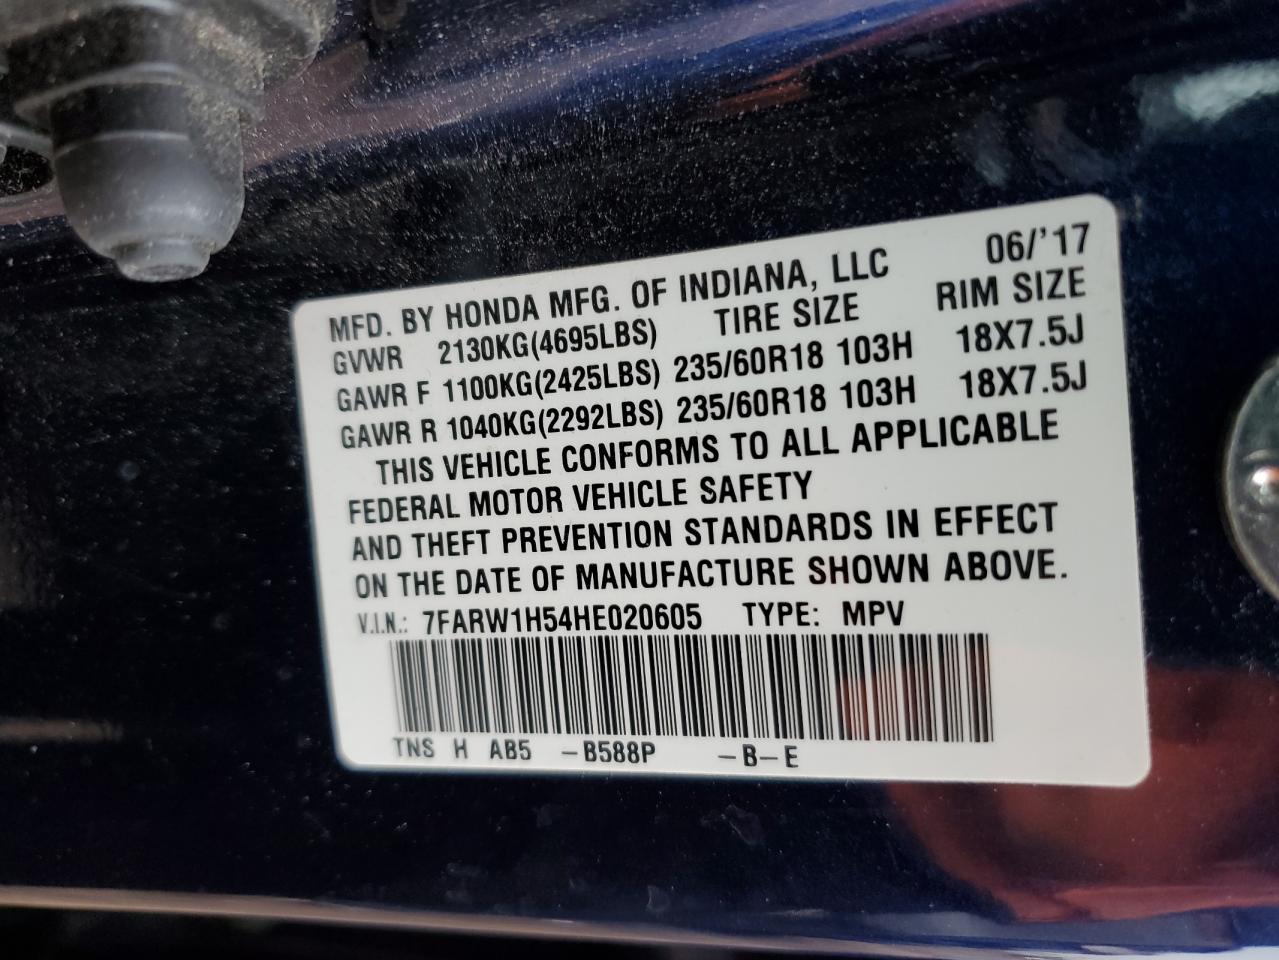 MFD. BY HONDA MFG. OF INDIANA, LLC 06/'17
GVWR 2130KG(4695LBS) TIRE SIZE RIM SIZE
GAWR F 1100KG(2425LBS) 235/60R18 103H 18X7.5J
GAWR R 1040KG(2292LBS) 235/60R18 103H 18X7.5J
THIS VEHICLE CONFORMS TO ALL APPLICABLE
FEDERAL MOTOR VEHICLE SAFETY
AND THEFT PREVENTION STANDARDS IN EFFECT
ON THE DATE OF MANUFACTURE SHOWN ABOVE.
V.I.N.: 7FARW1H54HE020605 TYPE: MPV
TNS H AB5 –B588P –B–E